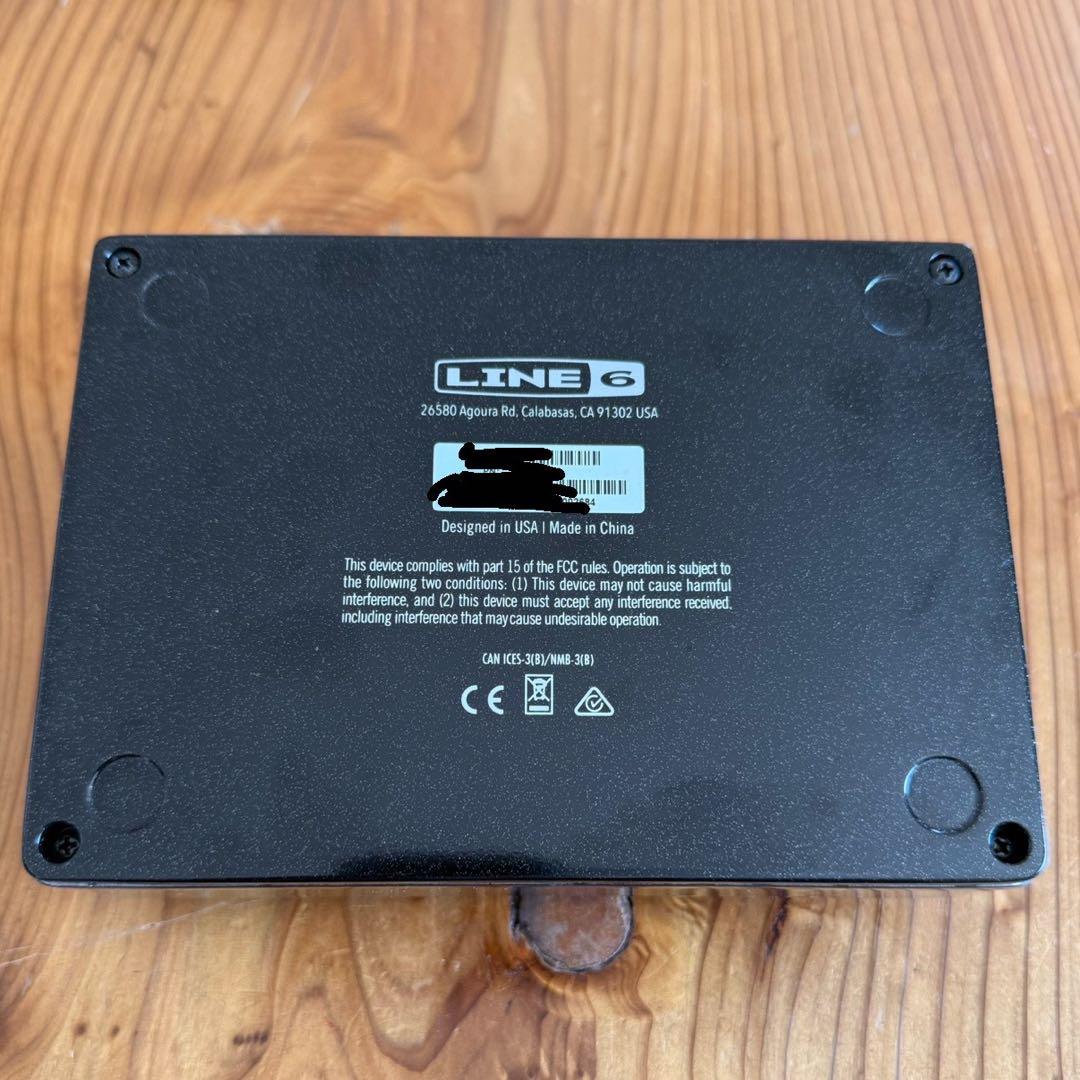 LINE 6
26580 Agoura Rd, Calabasas, CA 91302 USA
Designed in USA | Made in China
This device complies with part 15 of the FCC rules. Operation is subject to
the following two conditions: (1) This device may not cause harmful
interference, and (2) this device must accept any interference received,
including interference that may cause undesirable operation.
CAN ICES-3(B)/NMB-3(B)
CE